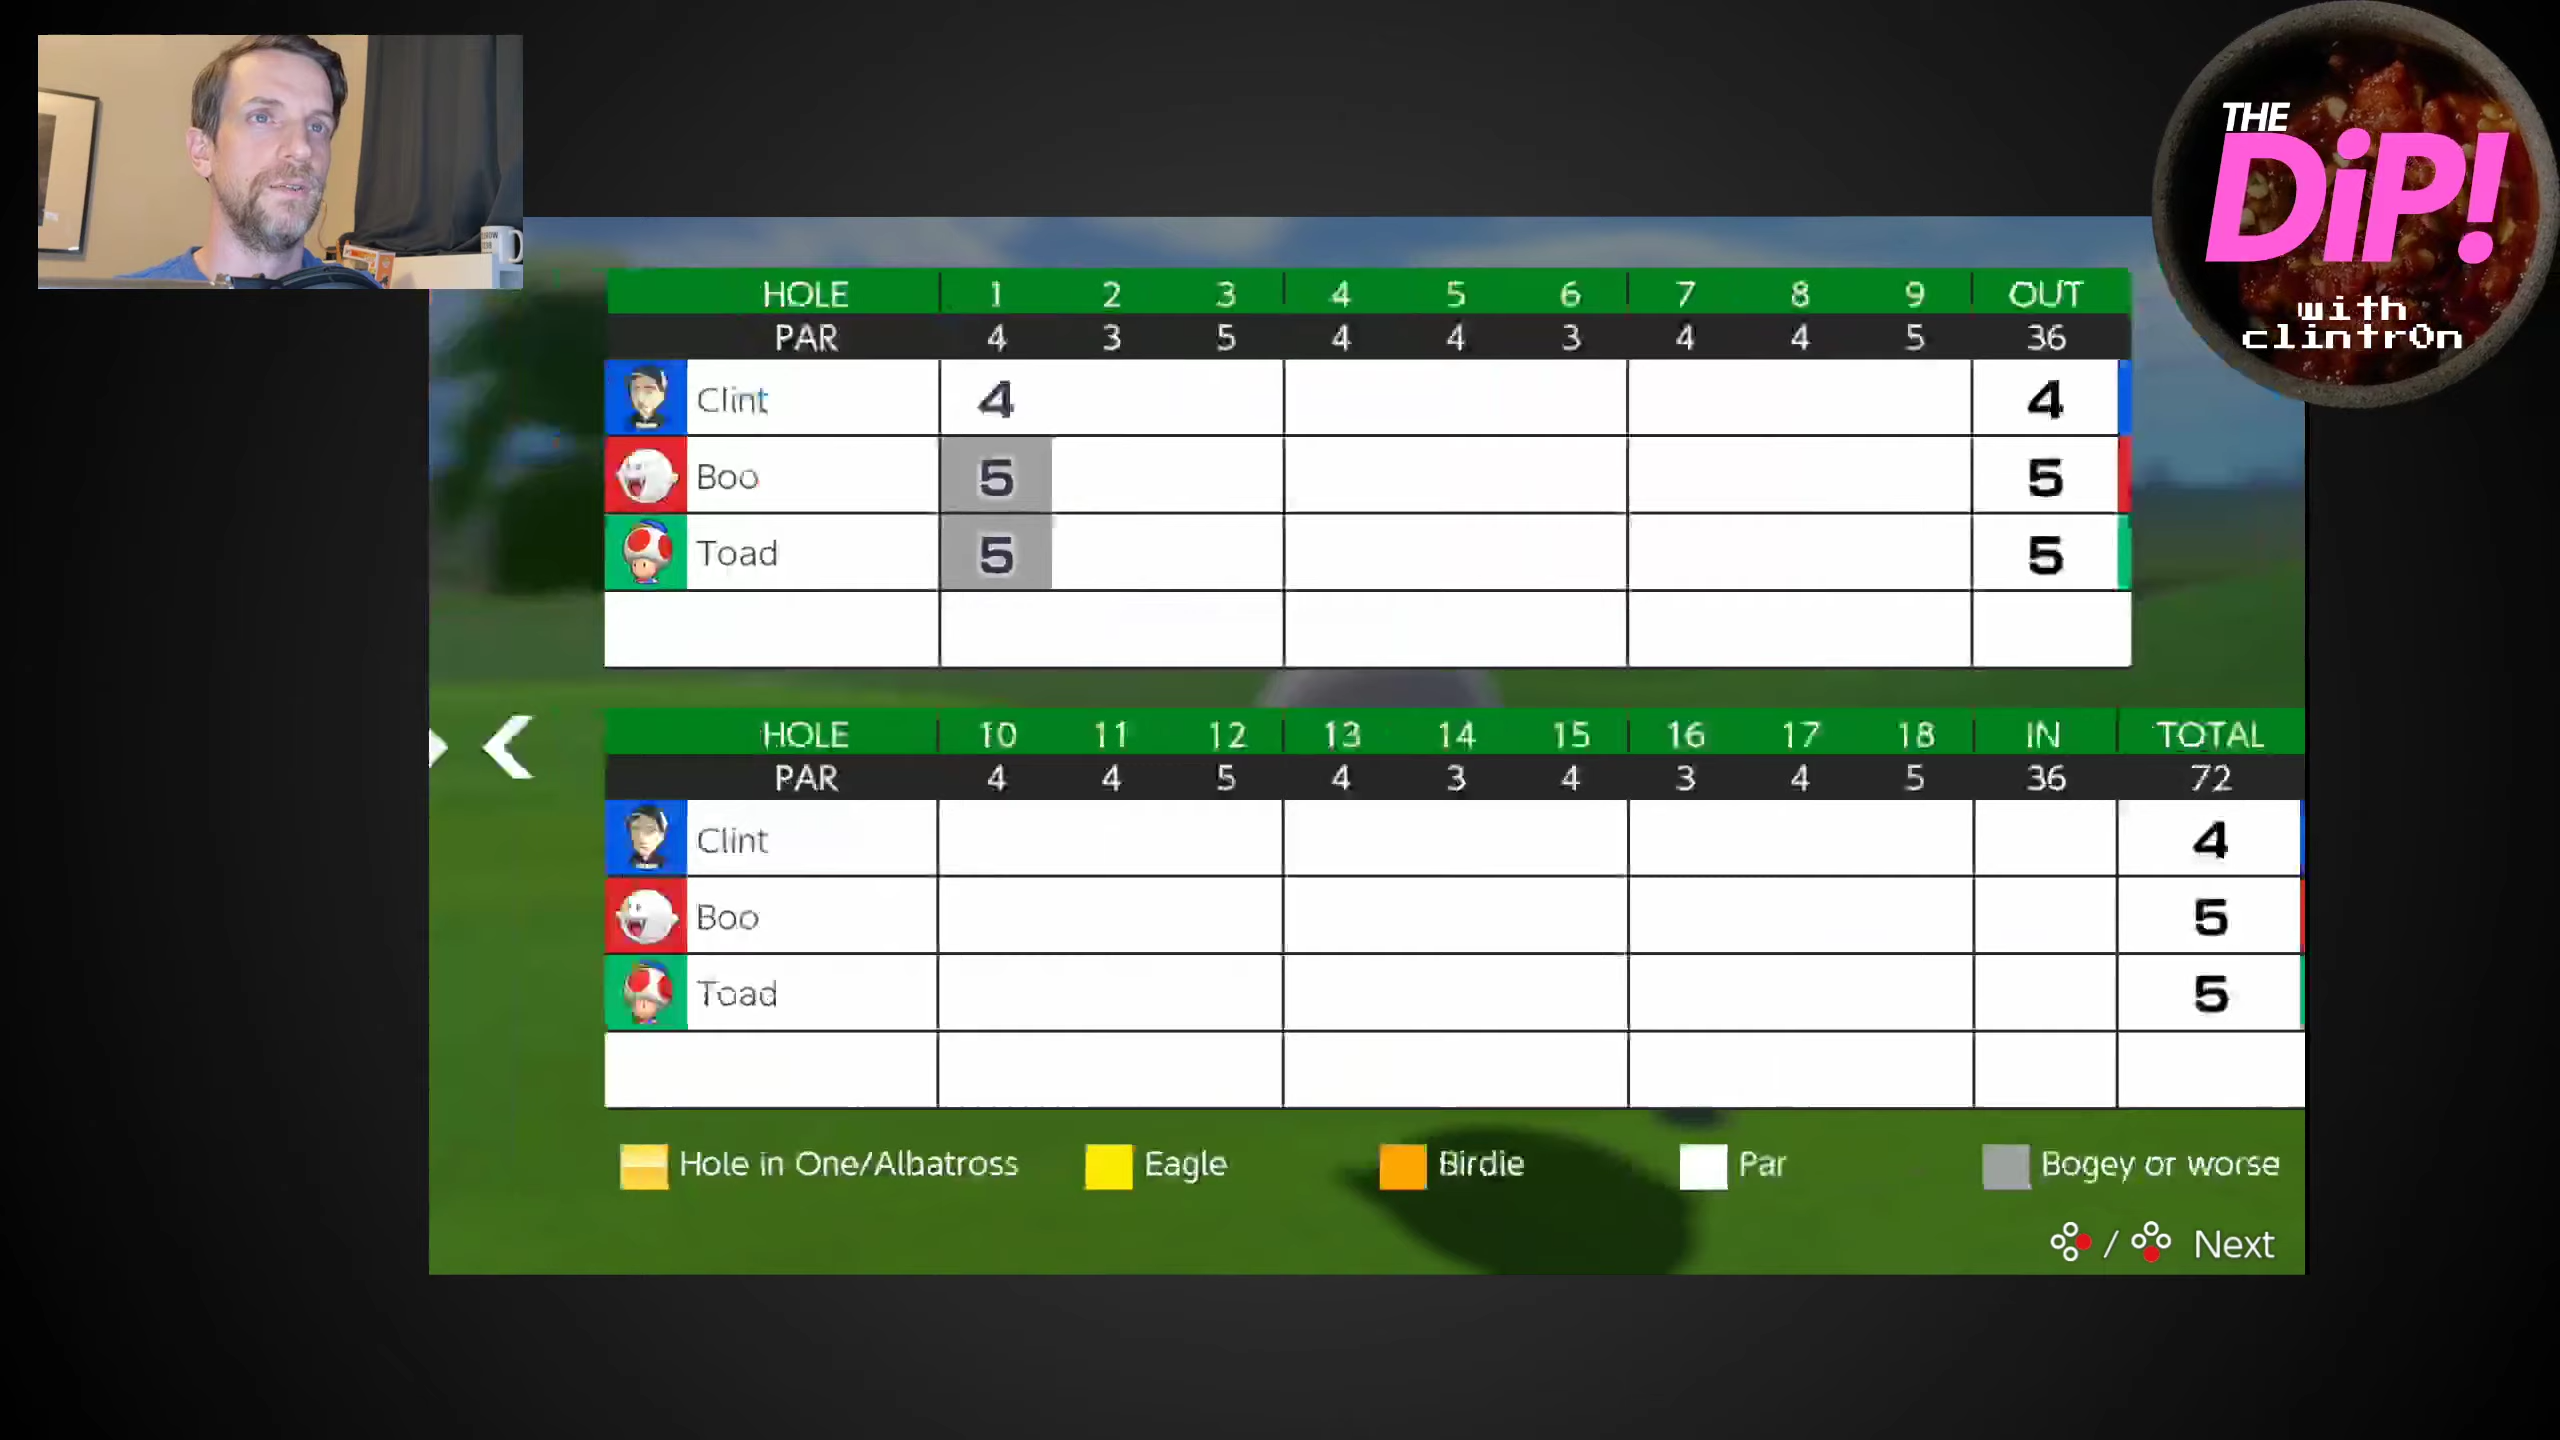 THE
DiP!
with
clintr0n
HOLE 1 2 3 4 5 6 7 8 9 OUT
PAR 4 3 5 4 4 3 4 4 5 36
Clint 4 4
Boo 5 5
Toad 5 5
HOLE 10 11 12 13 14 15 16 17 18 IN TOTAL
PAR 4 4 5 4 3 4 3 4 5 36 72
Clint 4
Boo 5
Toad 5
Hole in One/Albatross Eagle Birdie Par Bogey or worse
/ Next